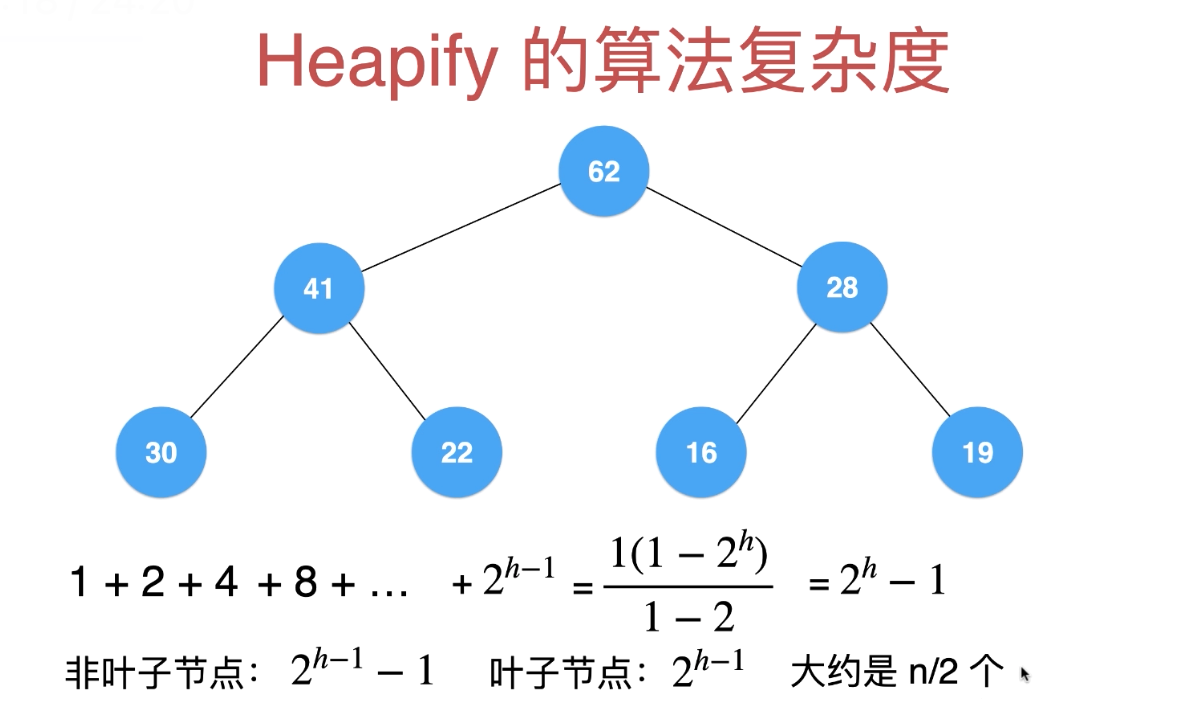 Heapify 的算法复杂度
62
41 28
30 22 16 19
1 + 2 + 4 + 8 + … + 2^{h−1} = \frac{1(1 − 2^h)}{1 − 2} = 2^h − 1
非叶子节点： 2^{h−1} − 1 叶子节点： 2^{h−1} 大约是 n/2 个